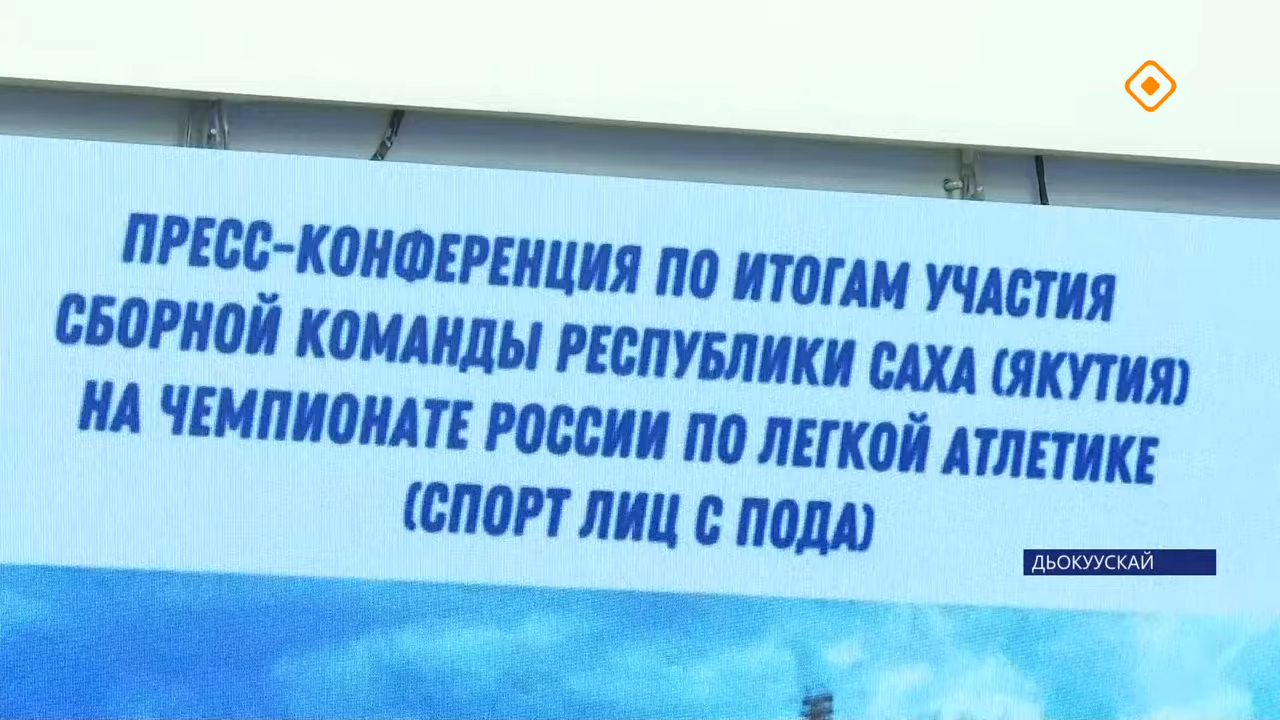 ПРЕСС-КОНФЕРЕНЦИЯ ПО ИТОГАМ УЧАСТИЯ
СБОРНОЙ КОМАНДЫ РЕСПУБЛИКИ САХА (ЯКУТИЯ)
НА ЧЕМПИОНАТЕ РОССИИ ПО ЛЕГКОЙ АТЛЕТИКЕ
(СПОРТ ЛИЦ С ПОДА)
ДЬОКУУСКАЙ